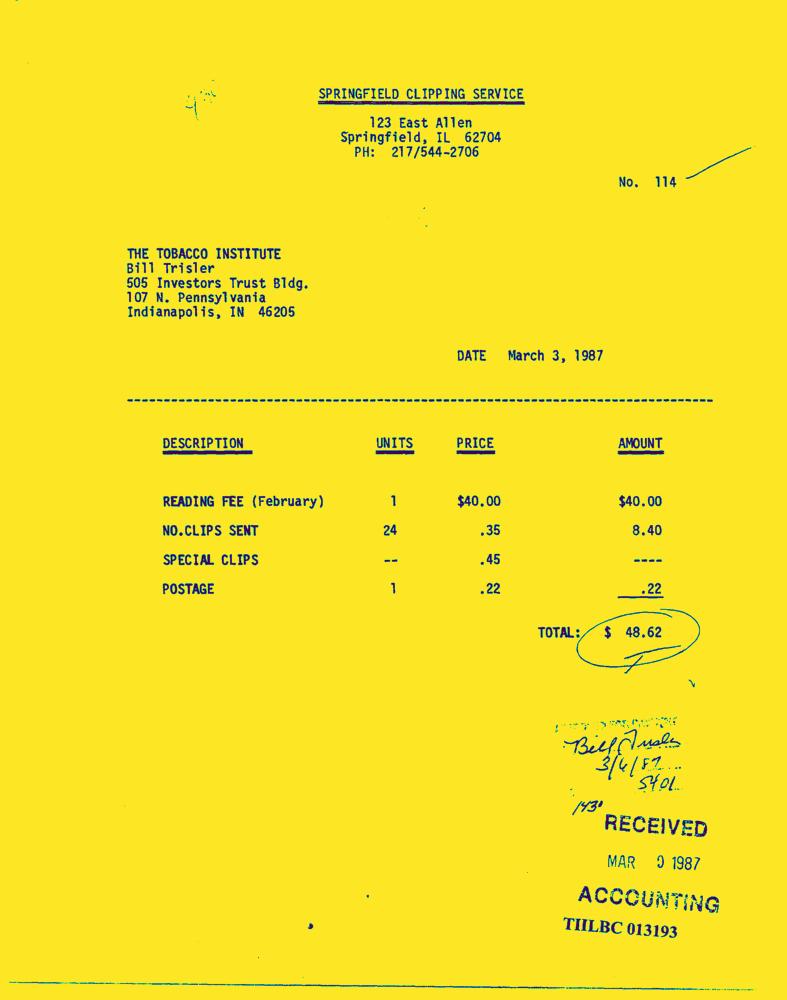 SPRINGFIELD CLIPPING SERVICE
123 East Allen
Springfield, IL 62704
PH: 217/544-2706
No. 114
THE TOBACCO INSTITUTE
Bill Trisler
505 Investors Trust Bldg.
107 N. Pennsylvania
Indianapolis, IN 46205
DATE March 3, 1987
DESCRIPTION UNITS PRICE AMOUNT
READING FEE (February) 1 $40.00 $40.00
NO.CLIPS SENT 24 .35 8.40
SPECIAL CLIPS -- .45 ----
POSTAGE 1 .22 .22
TOTAL: $ 48.62
Bill Trisler
3/6/87
5401
1430
RECEIVED
MAR 9 1987
ACCOUNTING
TIILBC 013193